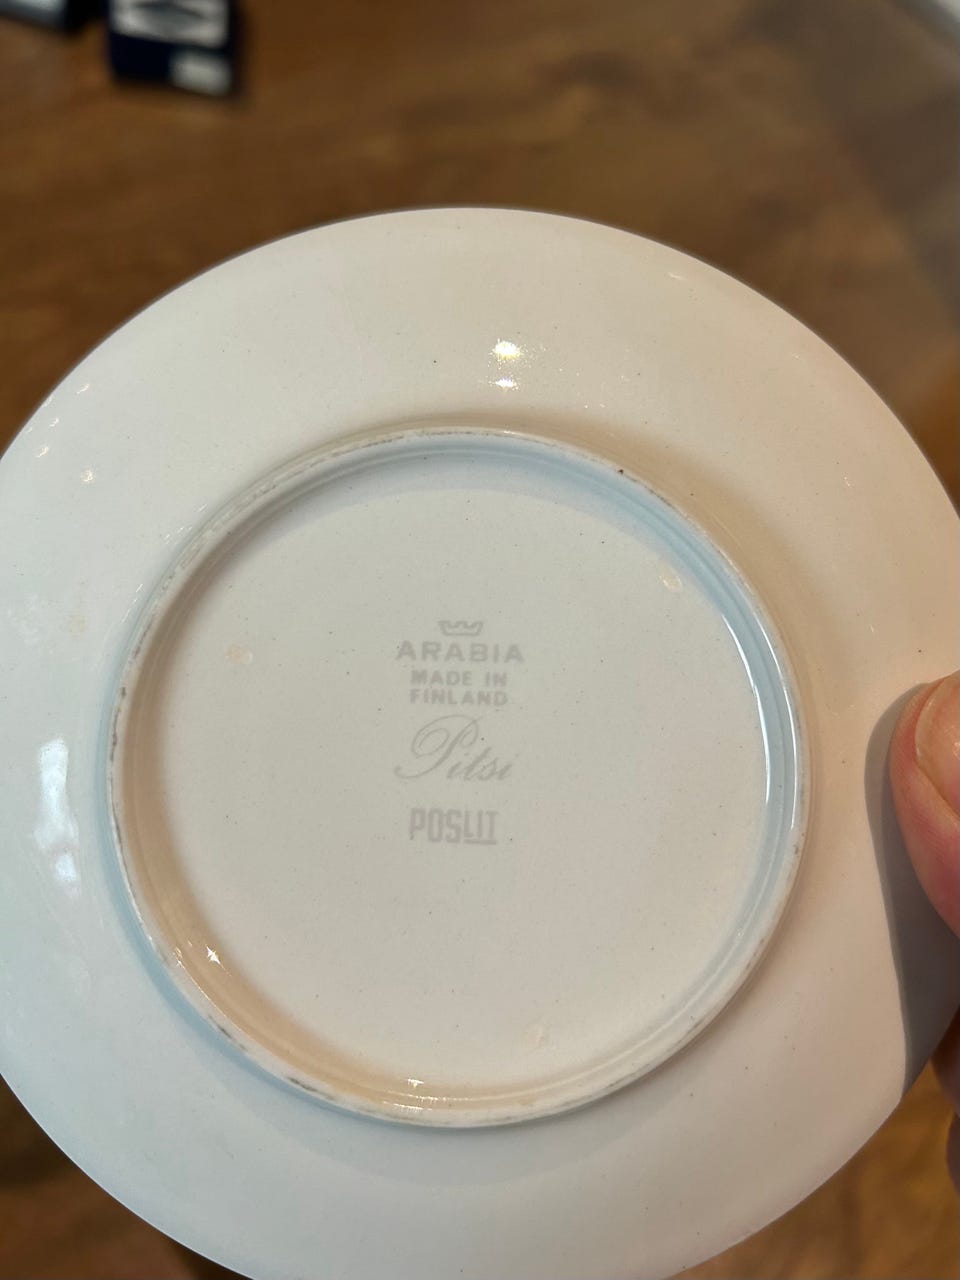 ARABIA
MADE IN
FINLAND
Pitsi
POSLIT